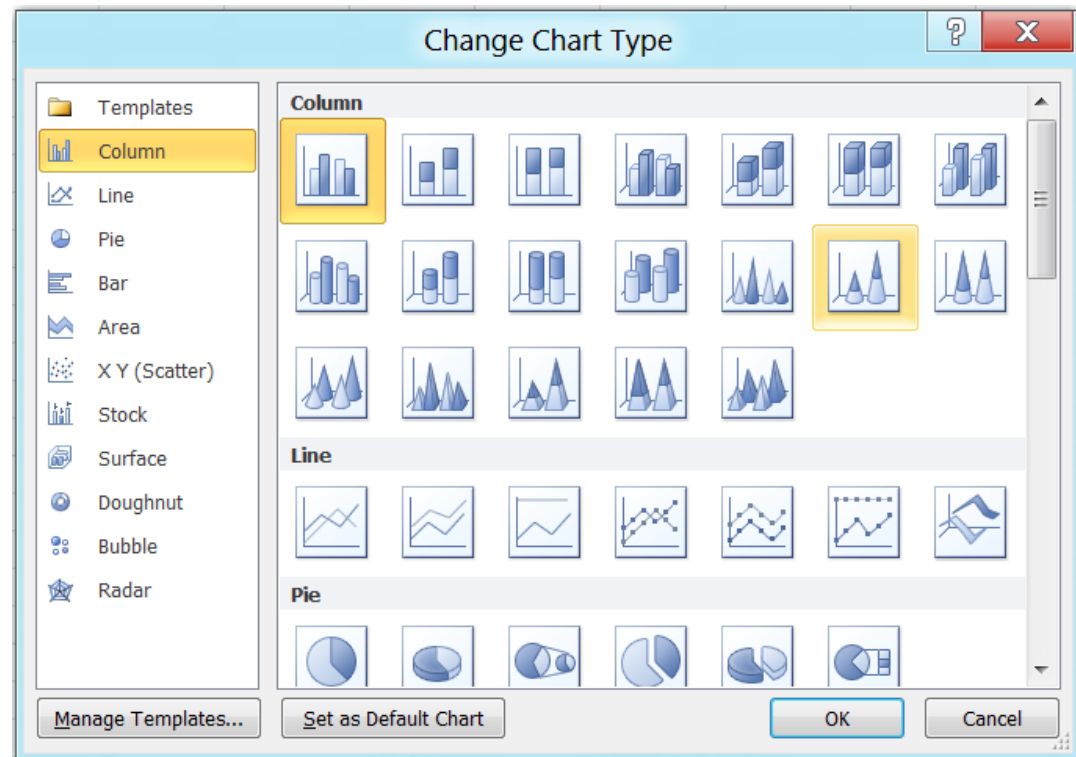 Change Chart Type
Templates
Column
Line
Pie
Bar
Area
X Y (Scatter)
Stock
Surface
Doughnut
Bubble
Radar
Column
Line
Pie
Manage Templates...
Set as Default Chart
OK
Cancel